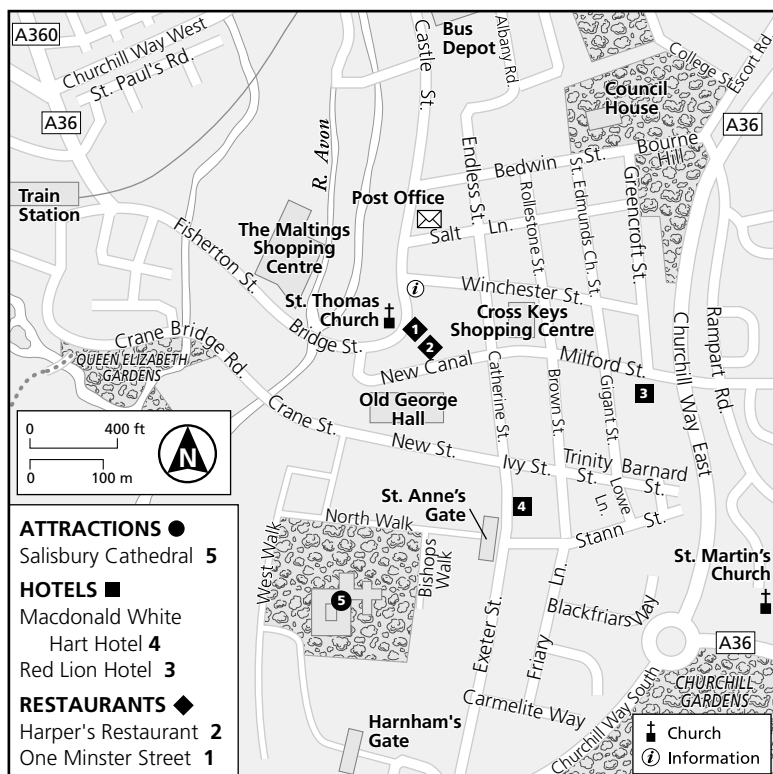 A360
Churchill Way West
St. Paul's Rd.
A36
Train
Station
Castle St.
Bus
Depot
Albany Rd.
College St.
Escort Rd.
Council
House
A36
Bourne
Hill
R. Avon
Endless St.
Bedwin St.
Post Office
Salt Ln.
Rollestone St.
St. Edmunds Ch. St.
Greencroft St.
The Maltings
Shopping
Centre
Fisherton St.
i
Winchester St.
St. Thomas
Church
Bridge St.
1
2
Cross Keys
Shopping Centre
Crane Bridge Rd.
QUEEN ELIZABETH
GARDENS
New Canal
Milford St.
3
Churchill Way East
Rampart Rd.
Old George
Hall
Catherine St.
Brown St.
Gigant St.
Crane St.
New St.
Ivy St.
Trinity St.
Barnard St.
Lowe Ln.
0 400 ft
0 100 m
N
St. Anne's
Gate
4
Stann St.
North Walk
West Walk
Bishops
Walk
5
St. Martin's
Church
Exeter St.
Friary Ln.
Blackfriars Way
A36
Carmelite Way
Churchill Way South
CHURCHILL
GARDENS
Harnham's
Gate
ATTRACTIONS
Salisbury Cathedral 5
HOTELS
Macdonald White
Hart Hotel 4
Red Lion Hotel 3
RESTAURANTS
Harper's Restaurant 2
One Minster Street 1
Church
i Information